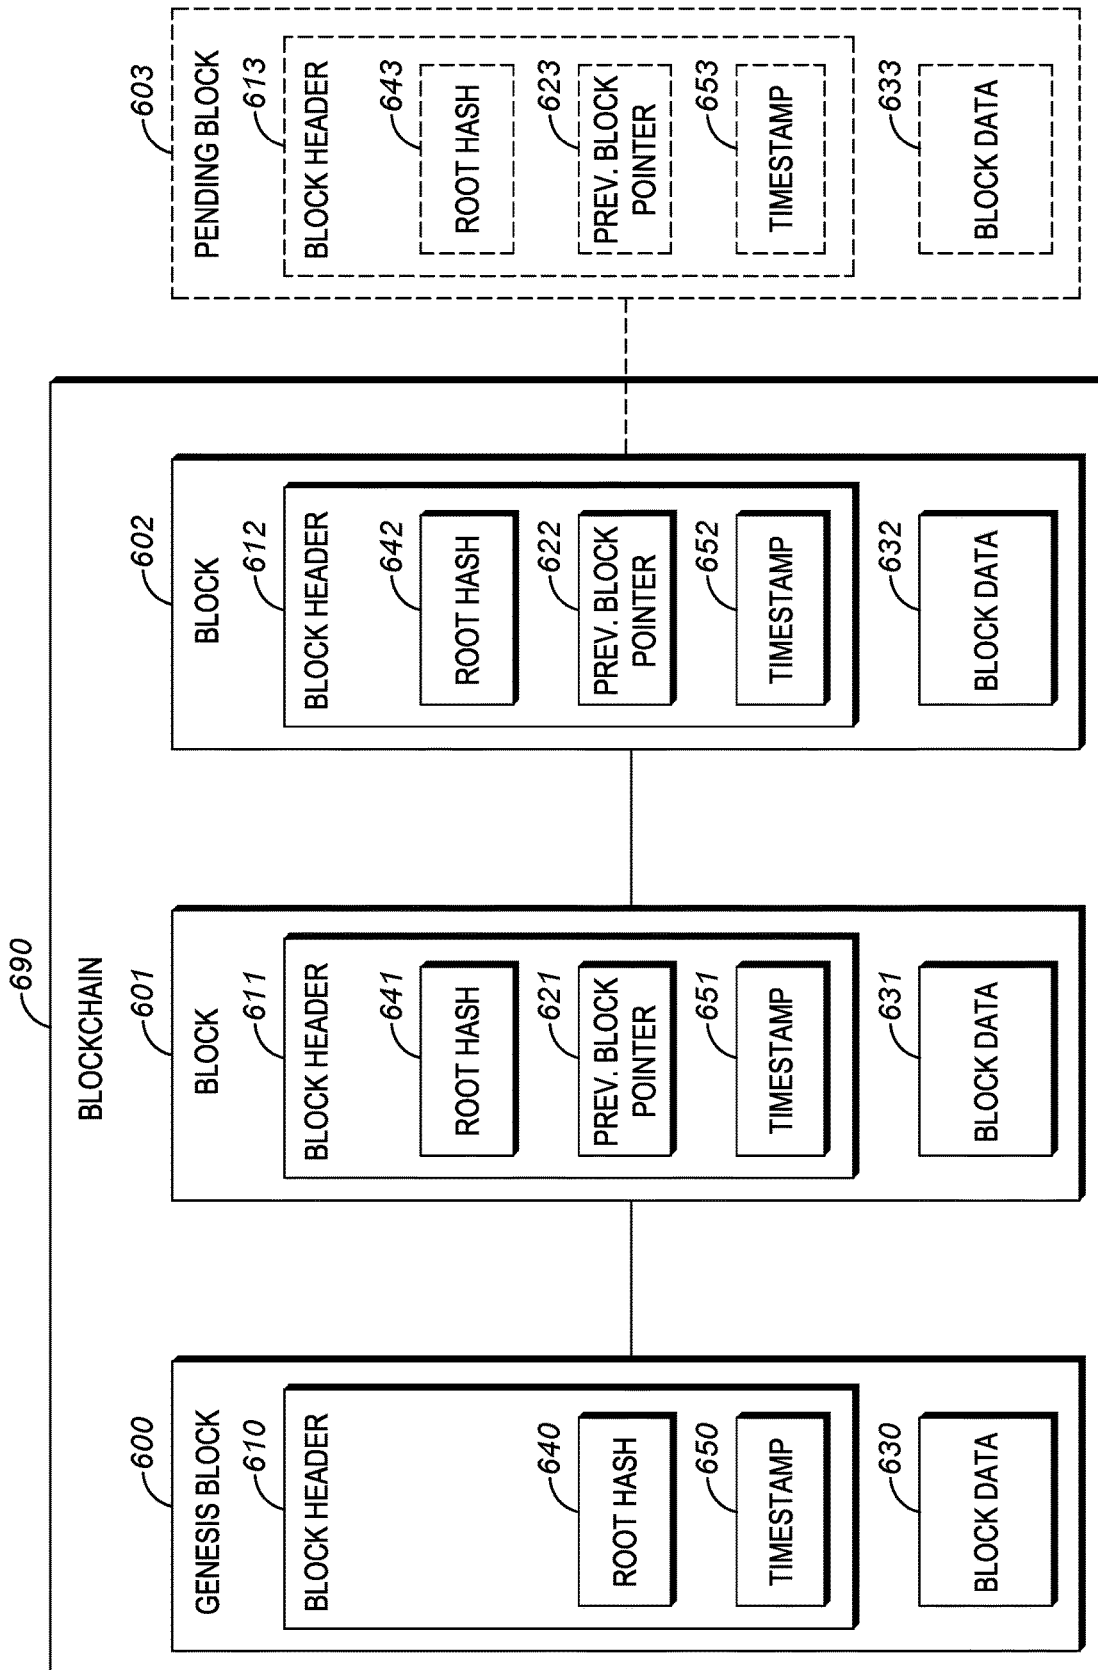 690
BLOCKCHAIN
600
GENESIS BLOCK
610
BLOCK HEADER
640
ROOT HASH
650
TIMESTAMP
630
BLOCK DATA
601
BLOCK
611
BLOCK HEADER
641
ROOT HASH
621
PREV. BLOCK
POINTER
651
TIMESTAMP
631
BLOCK DATA
602
BLOCK
612
BLOCK HEADER
642
ROOT HASH
622
PREV. BLOCK
POINTER
652
TIMESTAMP
632
BLOCK DATA
603
PENDING BLOCK
613
BLOCK HEADER
643
ROOT HASH
623
PREV. BLOCK
POINTER
653
TIMESTAMP
633
BLOCK DATA